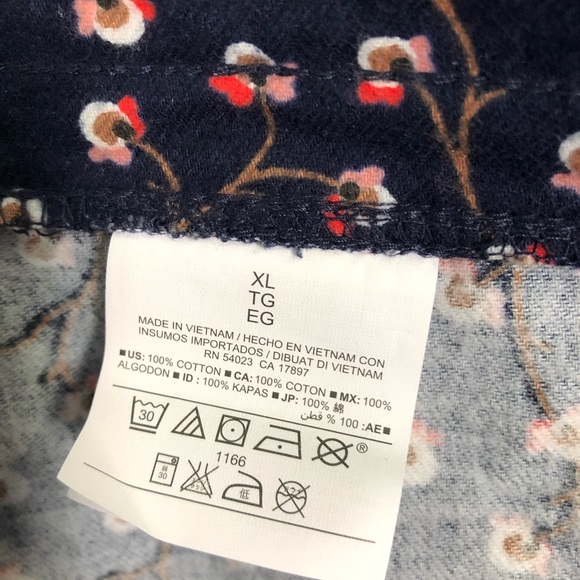 XL
TG
EG
MADE IN VIETNAM / HECHO EN VIETNAM CON
INSUMOS IMPORTADOS / DIBUAT DI VIETNAM
RN 54023 CA 17897
■US: 100% COTTON ■CA: 100% COTON ■MX: 100%
ALGODON ■ID : 100% KAPAS ■JP: 100% 綿
■AE: 100 % قطن
30 ®
1166
30 低